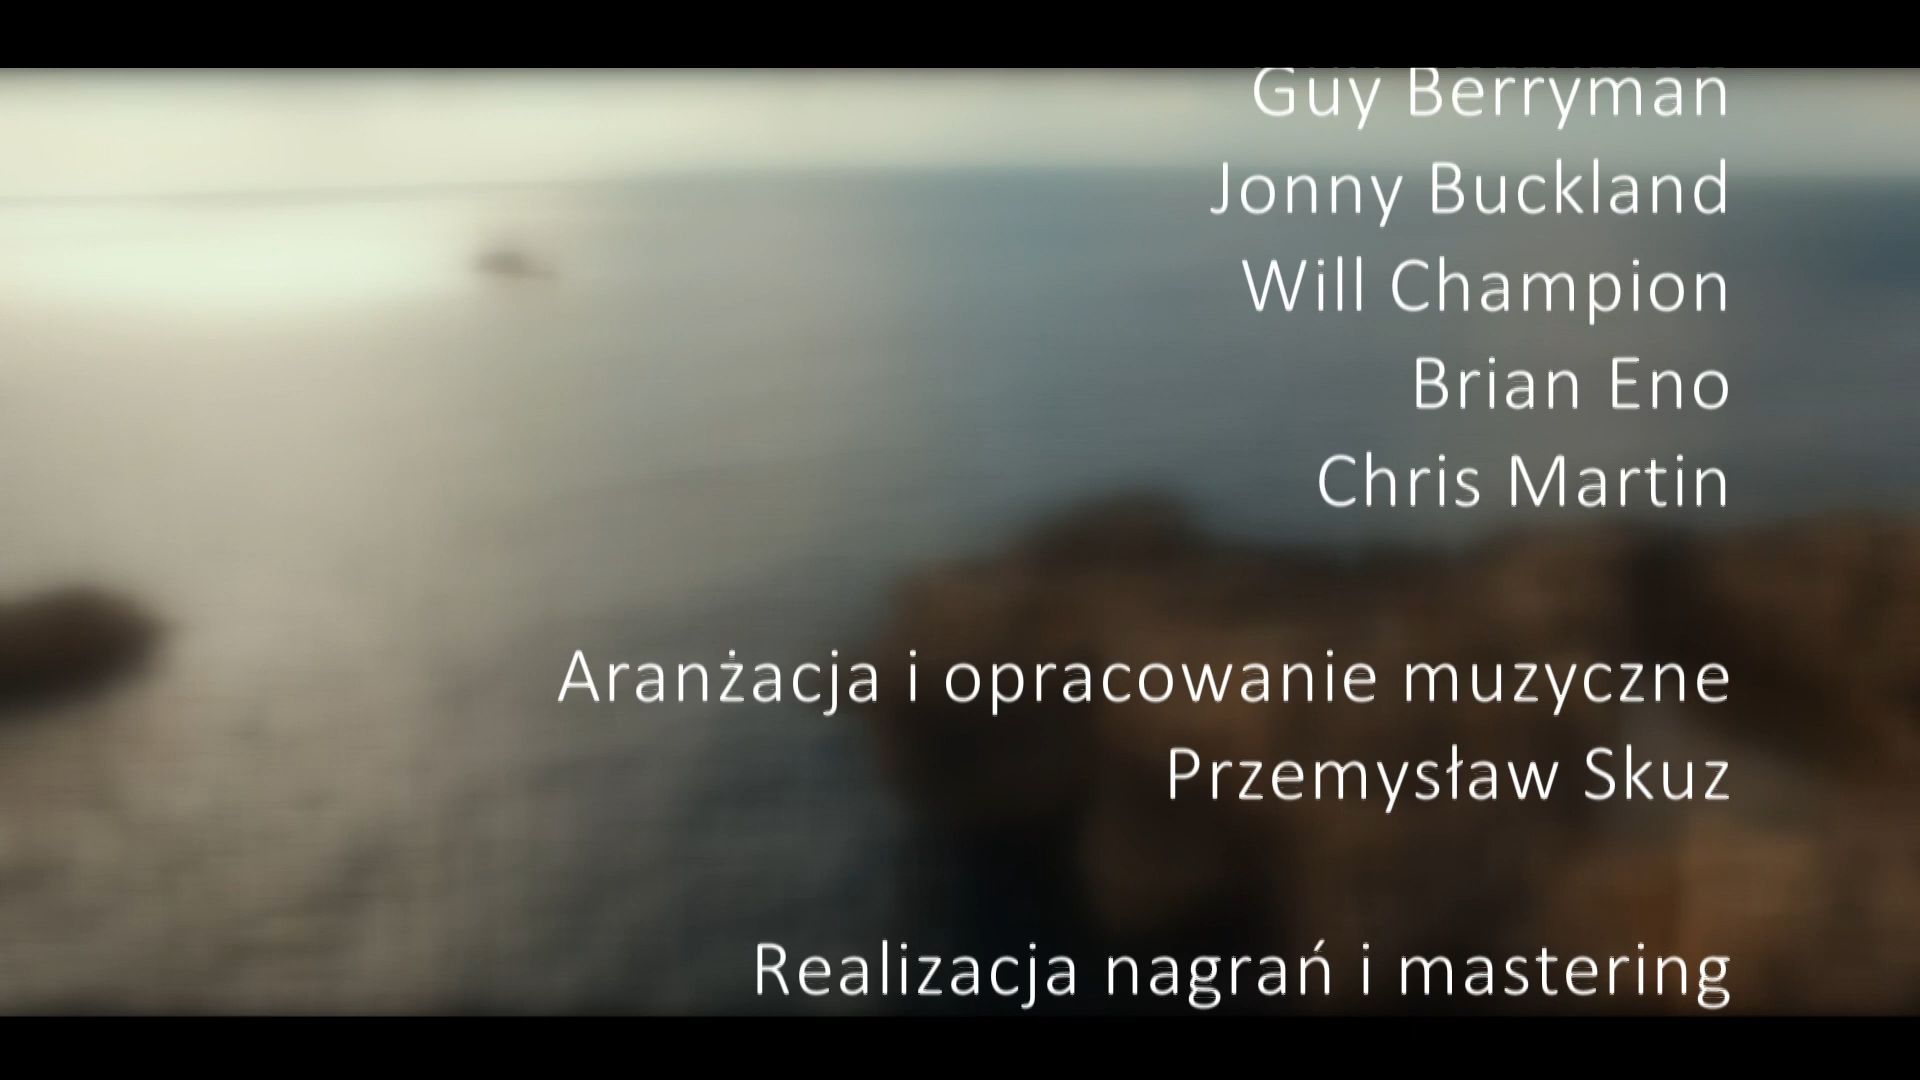 Guy Berryman
Jonny Buckland
Will Champion
Brian Eno
Chris Martin
Aranżacja i opracowanie muzyczne
Przemysław Skuz
Realizacja nagrań i mastering